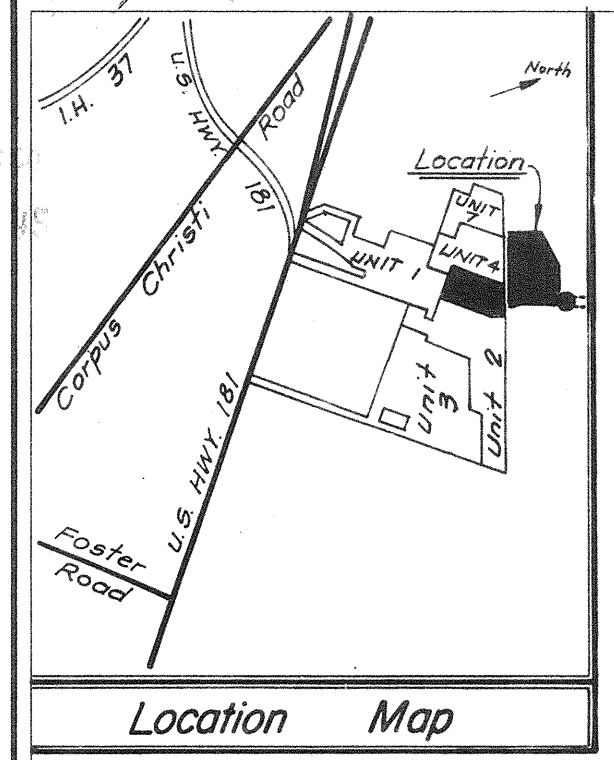 I.H. 37
U.S. HWY. 181
Corpus Christi Road
North
Location
UNIT 7
UNIT 4
UNIT 1
Unit 2
Unit 3
U.S. HWY. 181
Foster
Road
Location Map